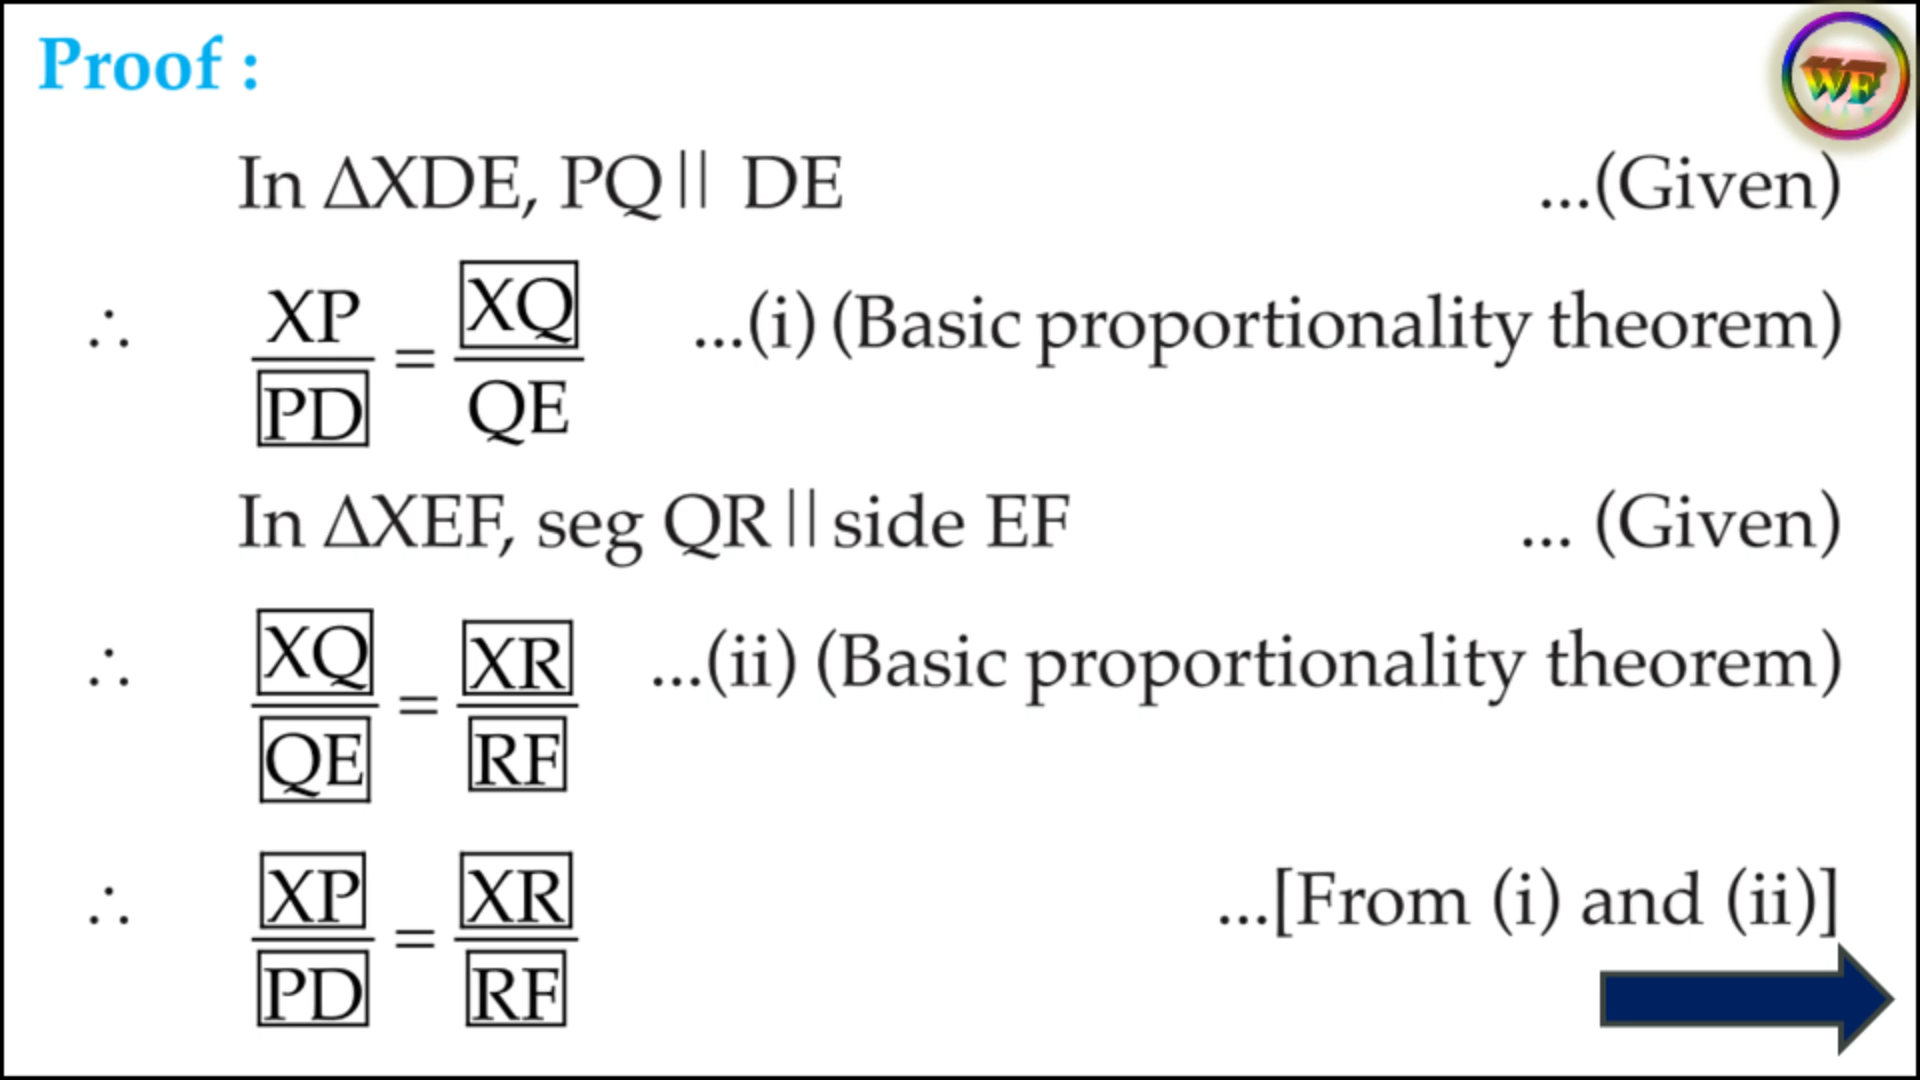 Proof :
WF
In ΔXDE, PQ|| DE ...(Given)
∴ XP/PD = XQ/QE ...(i) (Basic proportionality theorem)
In ΔXEF, seg QR||side EF ... (Given)
∴ XQ/QE = XR/RF ...(ii) (Basic proportionality theorem)
∴ XP/PD = XR/RF ...[From (i) and (ii)]